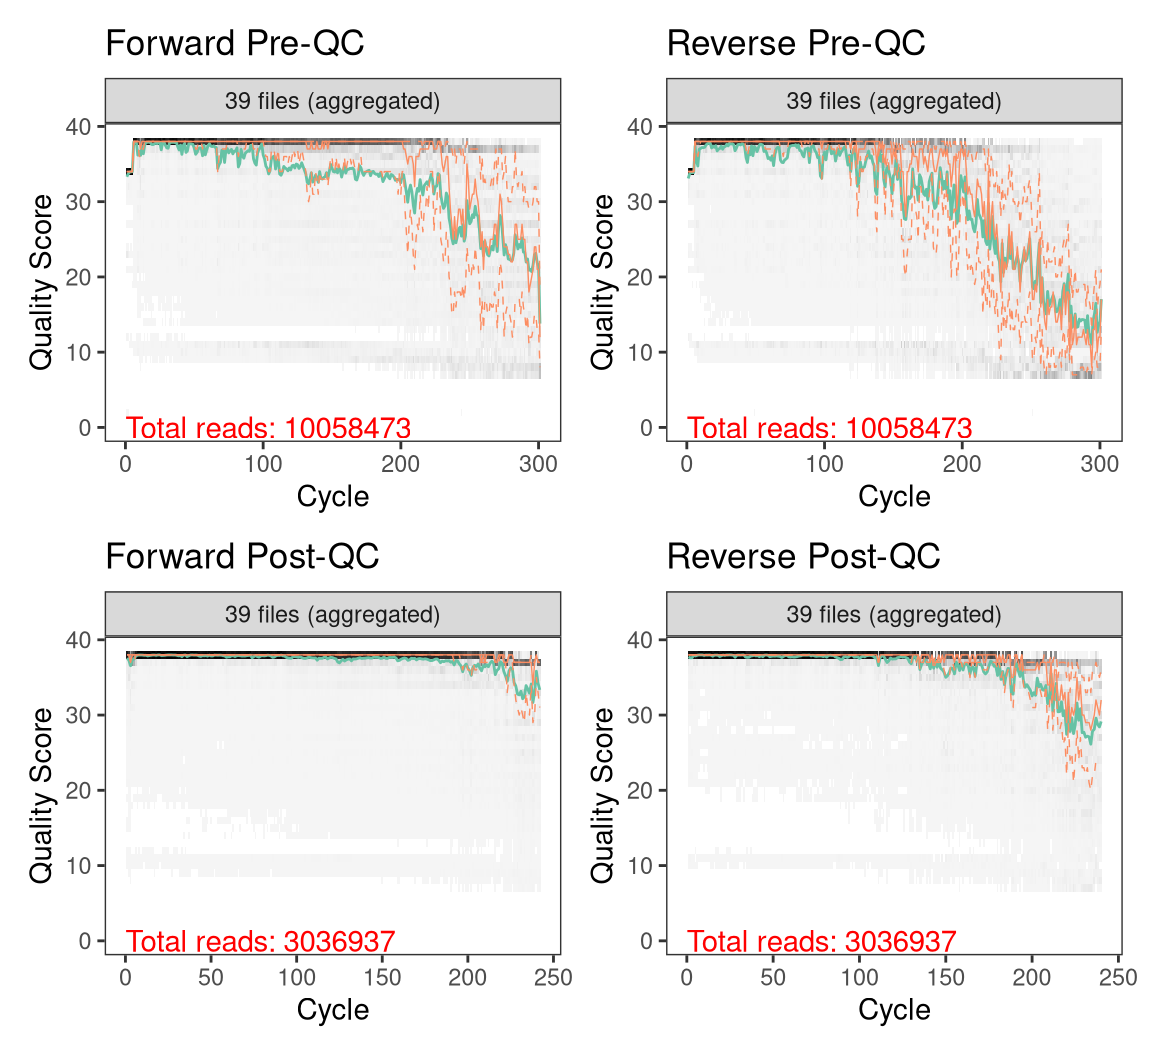 Forward Pre-QC
39 files (aggregated)
Quality Score
40
30
20
10
0
Total reads: 10058473
0 100 200 300
Cycle
Reverse Pre-QC
39 files (aggregated)
Quality Score
40
30
20
10
0
Total reads: 10058473
0 100 200 300
Cycle
Forward Post-QC
39 files (aggregated)
Quality Score
40
30
20
10
0
Total reads: 3036937
0 50 100 150 200 250
Cycle
Reverse Post-QC
39 files (aggregated)
Quality Score
40
30
20
10
0
Total reads: 3036937
0 50 100 150 200 250
Cycle